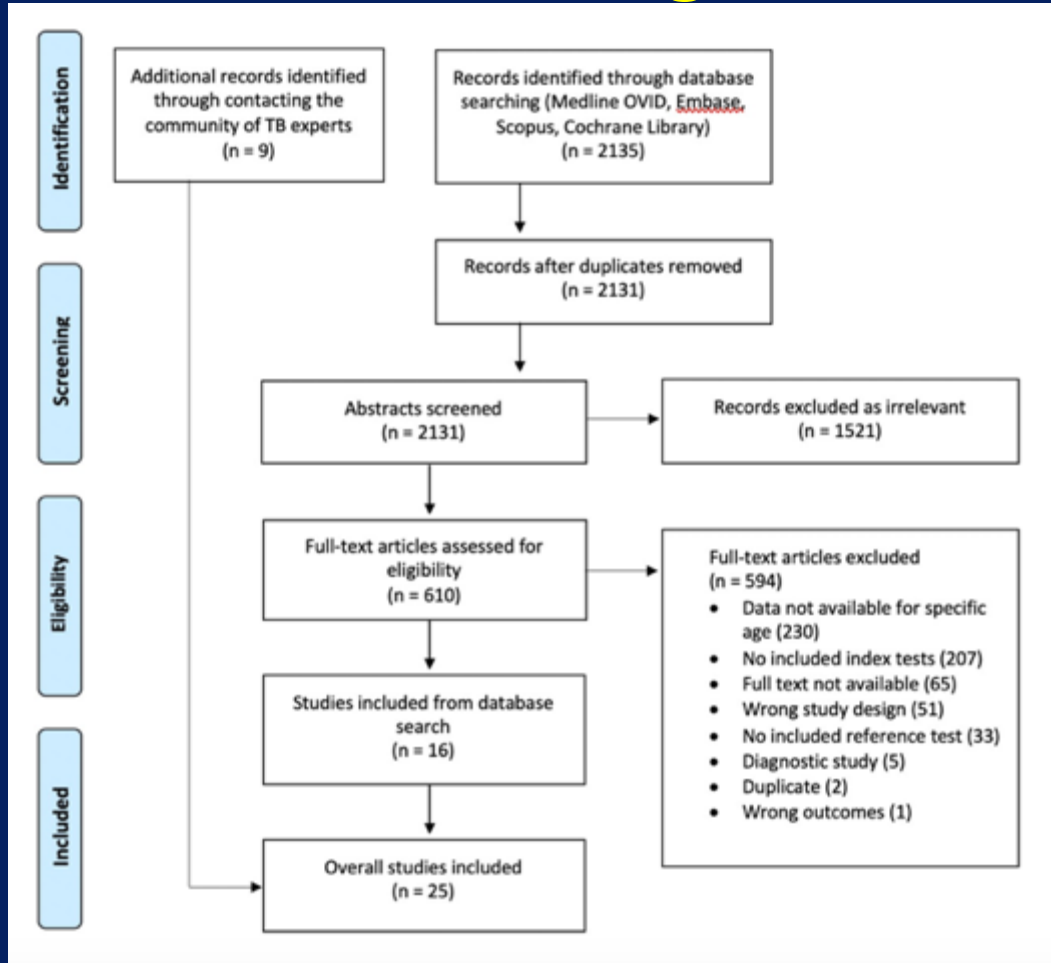 Identification
Additional records identified
through contacting the
community of TB experts
(n = 9)
Records identified through database
searching (Medline OVID, Embase,
Scopus, Cochrane Library)
(n = 2135)
Records after duplicates removed
(n = 2131)
Screening
Abstracts screened
(n = 2131)
Records excluded as irrelevant
(n = 1521)
Eligibility
Full-text articles assessed for
eligibility
(n = 610)
Full-text articles excluded
(n = 594)
• Data not available for specific
age (230)
• No included index tests (207)
• Full text not available (65)
• Wrong study design (51)
• No included reference test (33)
• Diagnostic study (5)
• Duplicate (2)
• Wrong outcomes (1)
Studies included from database
search
(n = 16)
Included
Overall studies included
(n = 25)